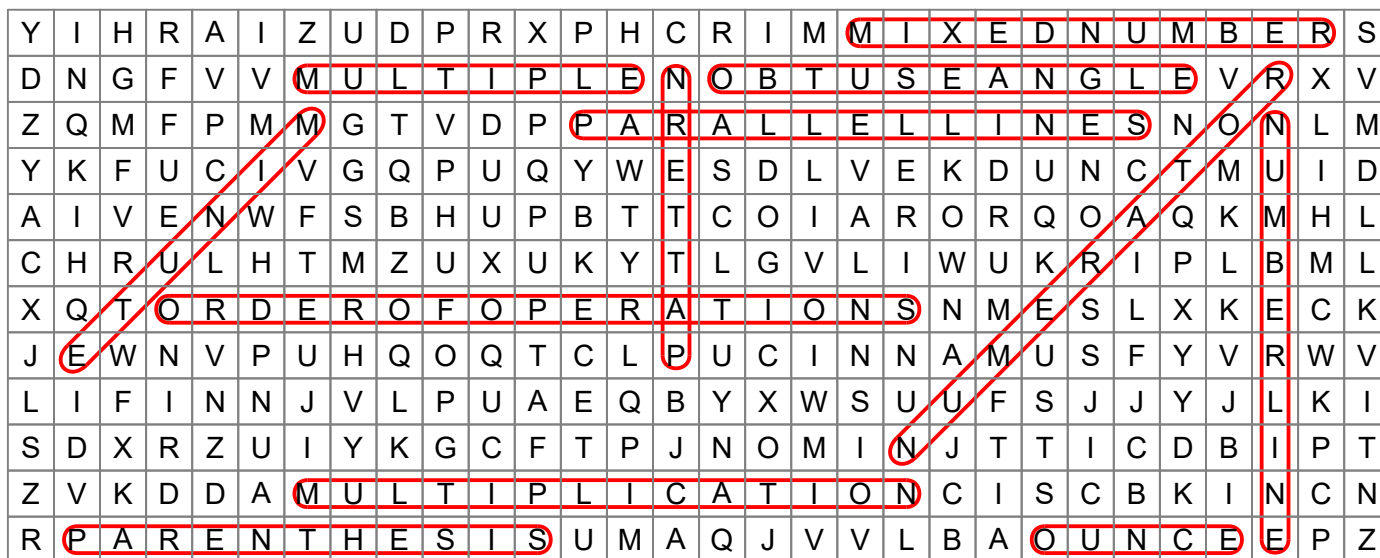 Y I H R A I Z U D P R X P H C R I M M I X E D N U M B E R S
D N G F V V M U L T I P L E N O B T U S E A N G L E V R X V
Z Q M F P M M G T V D P P A R A L L E L L I N E S N O N L M
Y K F U C I V G Q P U Q Y W E S D L V E K D U N C T M U I D
A I V E N W F S B H U P B T T C O I A R O R Q O A Q K M H L
C H R U L H T M Z U X U K Y T L G V L I W U K R I P L B M L
X Q T O R D E R O F O P E R A T I O N S N M E S L X K E C K
J E W N V P U H Q O Q T C L P U C I N N A M U S F Y V R W V
L I F I N N J V L P U A E Q B Y X W S U U F S J J Y J L K I
S D X R Z U I Y K G C F T P J N O M I N J T T I C D B I P T
Z V K D D A M U L T I P L I C A T I O N C I S C B K I N C N
R P A R E N T H E S I S U M A Q J V V L B A O U N C E E P Z